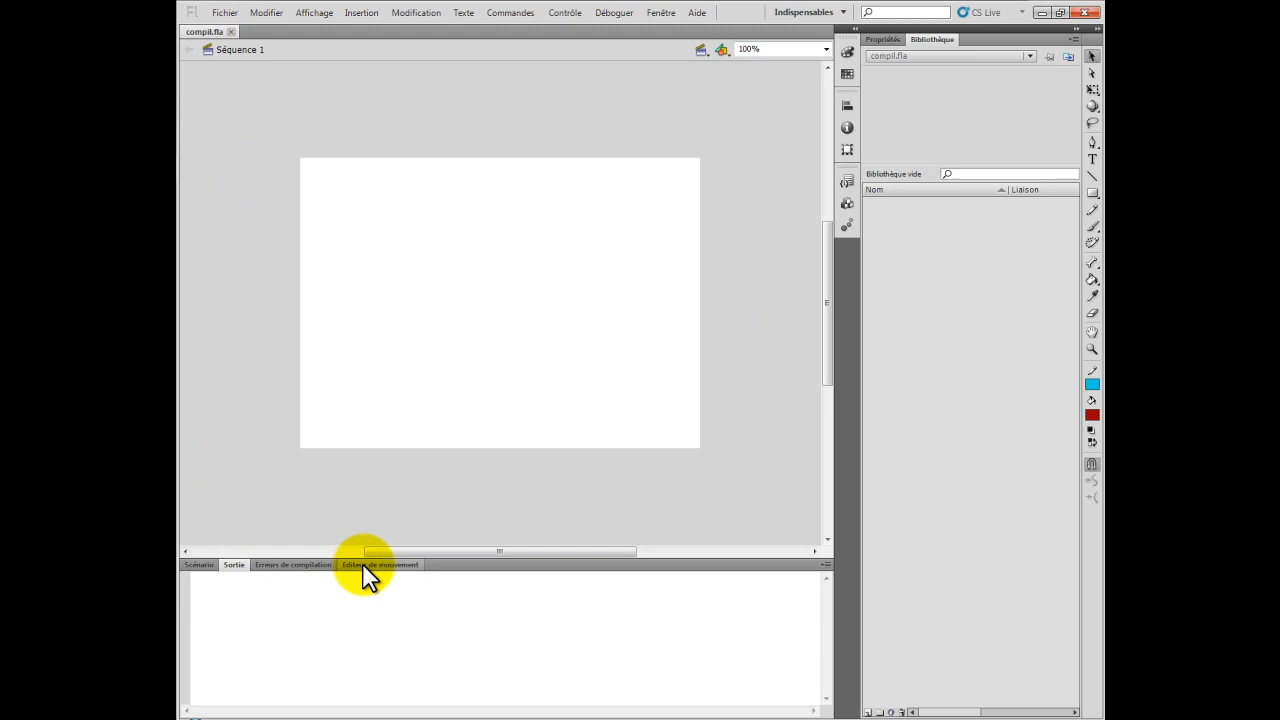 Fl Fichier Modifier Affichage Insertion Modification Texte Commandes Contrôle Déboguer Fenêtre Aide Indispensables CS Live
compil.fla
Séquence 1 100%
Propriétés Bibliothèque
compil.fla
Bibliothèque vide
Nom Liaison
T
Scénario Sortie Erreurs de compilation Editeur de mouvement